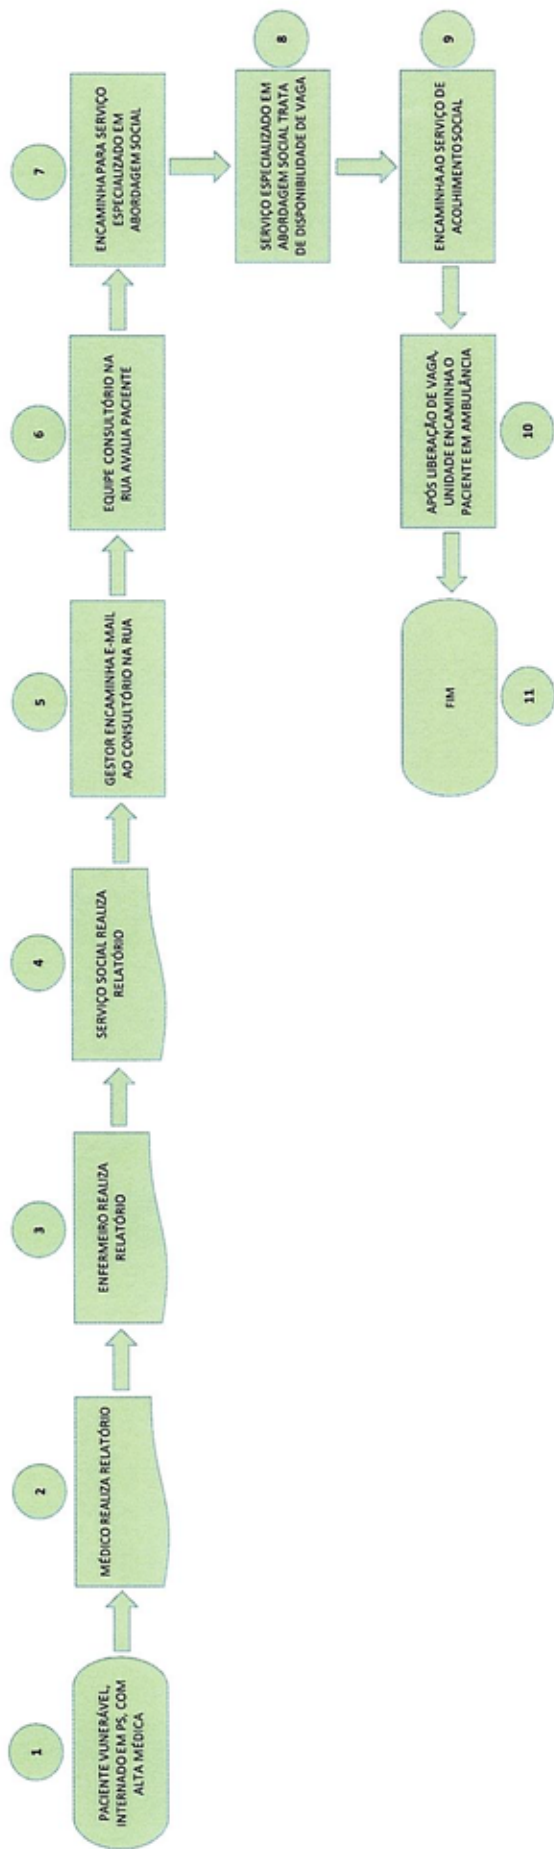 1
PACIENTE VUNERÁVEL,
INTERNADO EM PS, COM
ALTA MÉDICA
2
MÉDICO REALIZA RELATÓRIO
3
ENFERMEIRO REALIZA
RELATÓRIO
4
SERVIÇO SOCIAL REALIZA
RELATÓRIO
5
GESTOR ENCAMINHA E-MAIL
AO CONSULTÓRIO NA RUA
6
EQUIPE CONSULTÓRIO NA
RUA AVALIA PACIENTE
7
ENCAMINHA PARA SERVIÇO
ESPECIALIZADO EM
ABORDAGEM SOCIAL
8
SERVIÇO ESPECIALIZADO EM
ABORDAGEM SOCIAL TRATA
DE DISPONIBILIDADE DE VAGA
9
ENCAMINHA AO SERVIÇO DE
ACOLHIMENTO SOCIAL
10
APÓS LIBERAÇÃO DE VAGA,
UNIDADE ENCAMINHA O
PACIENTE EM AMBULÂNCIA
11
FIM